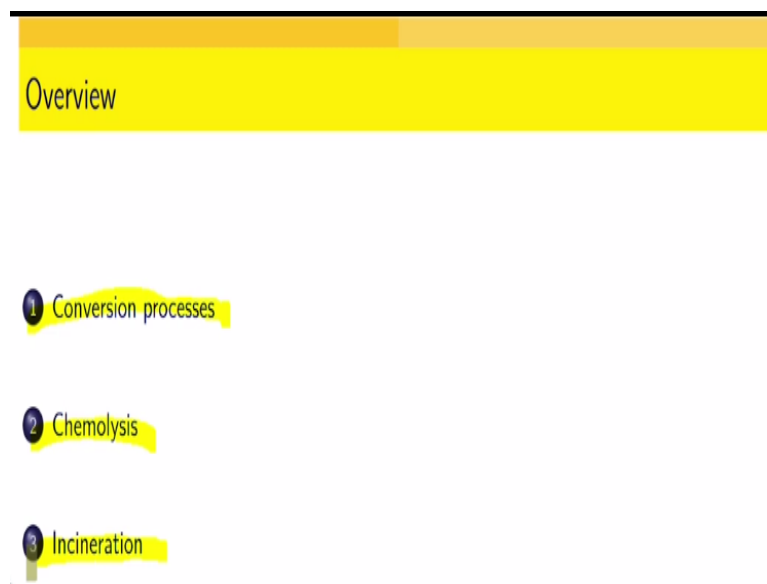 Overview
1 Conversion processes
2 Chemolysis
3 Incineration